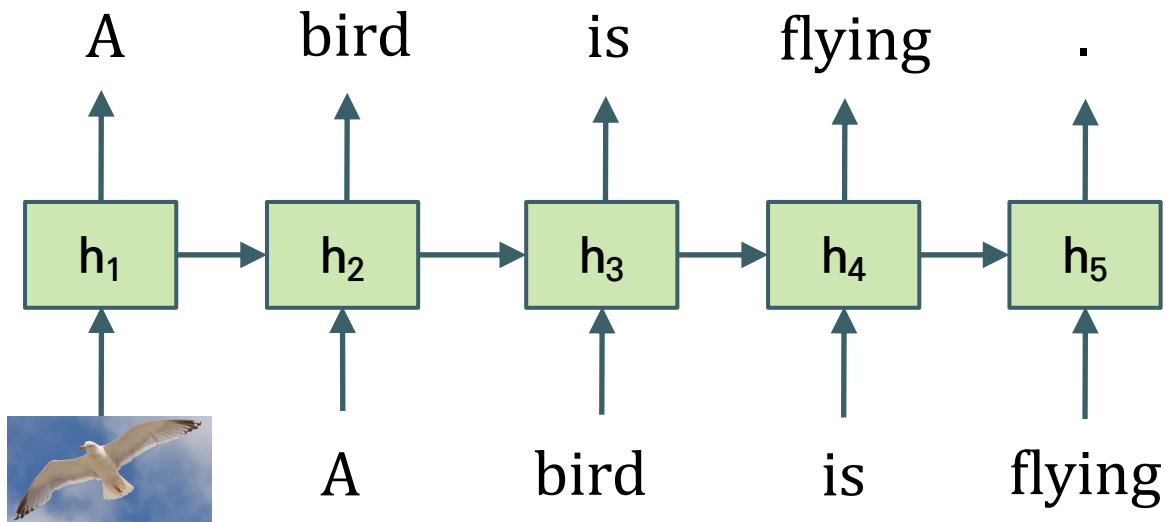 A bird is flying .
h₁ h₂ h₃ h₄ h₅
A bird is flying